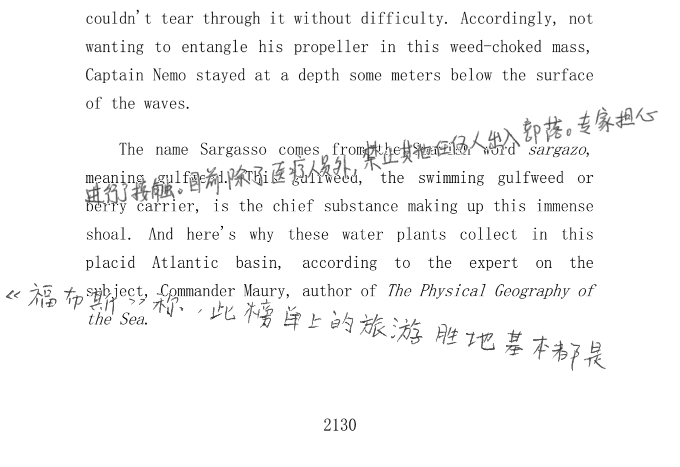 couldn't tear through it without difficulty. Accordingly, not
wanting to entangle his propeller in this weed-choked mass,
Captain Nemo stayed at a depth some meters below the surface
of the waves.
The name Sargasso comes from the Spanish word sargazo,
meaning gulfweed. This gulfweed, the swimming gulfweed or
berry carrier, is the chief substance making up this immense
shoal. And here's why these water plants collect in this
placid Atlantic basin, according to the expert on the
subject, Commander Maury, author of The Physical Geography of
the Sea.
进行了接触。目前,除了医疗人员外,禁止其他任何人出入部落。专家担心
《福布斯》称,此榜单上的旅游胜地基本都是
2130